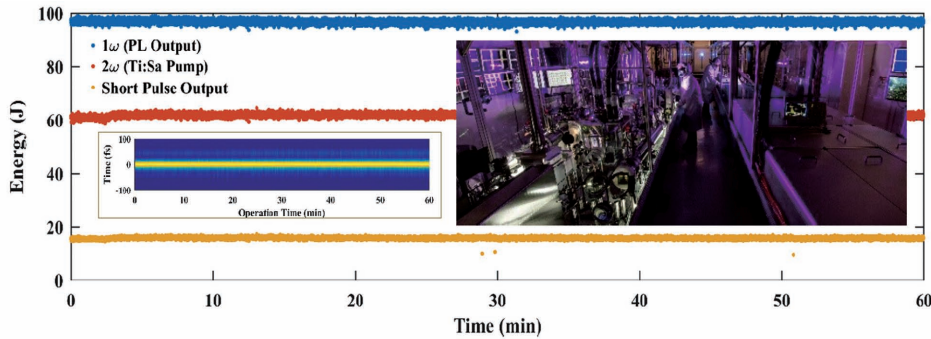 100
80
60
40
20
0
Energy (J)
1ω (PL Output)
2ω (Ti:Sa Pump)
Short Pulse Output
100
0
-100
Time (fs)
0 10 20 30 40 50 60
Operation Time (min)
0 10 20 30 40 50 60
Time (min)